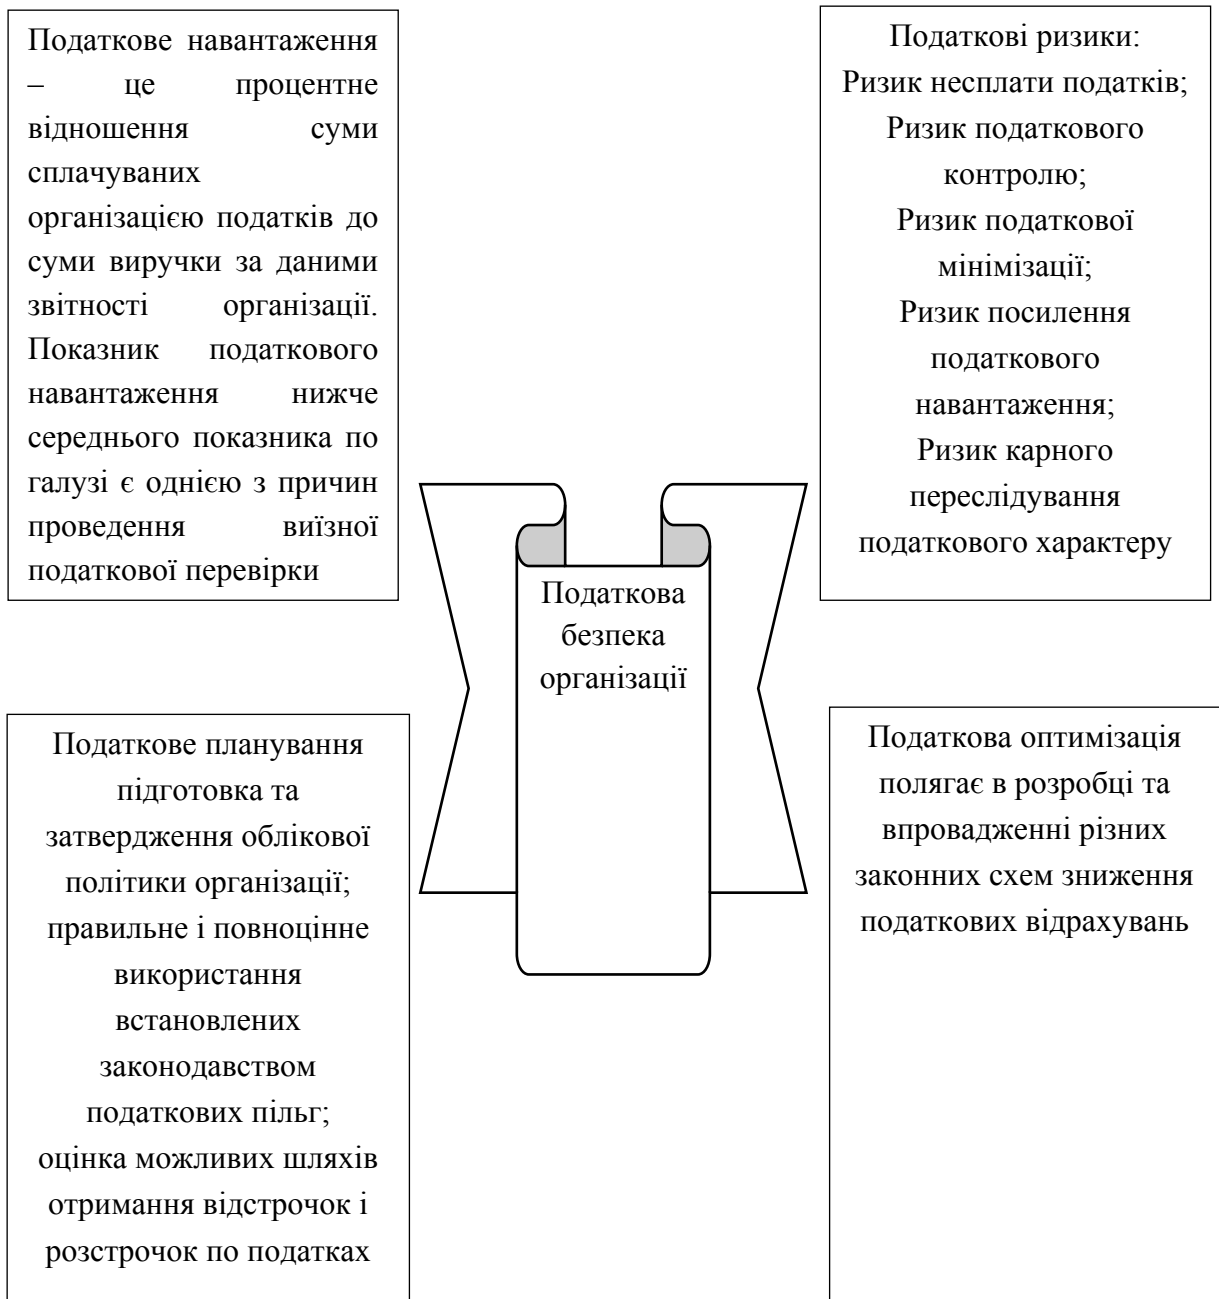 Податкове навантаження
– це процентне
відношення суми
сплачуваних
організацією податків до
суми виручки за даними
звітності організації.
Показник податкового
навантаження нижче
середнього показника по
галузі є однією з причин
проведення виїзної
податкової перевірки
Податкові ризики:
Ризик несплати податків;
Ризик податкового
контролю;
Ризик податкової
мінімізації;
Ризик посилення
податкового
навантаження;
Ризик карного
переслідування
податкового характеру
Податкова
безпека
організації
Податкове планування
підготовка та
затвердження облікової
політики організації;
правильне і повноцінне
використання
встановлених
законодавством
податкових пільг;
оцінка можливих шляхів
отримання відстрочок і
розстрочок по податках
Податкова оптимізація
полягає в розробці та
впровадженні різних
законних схем зниження
податкових відрахувань